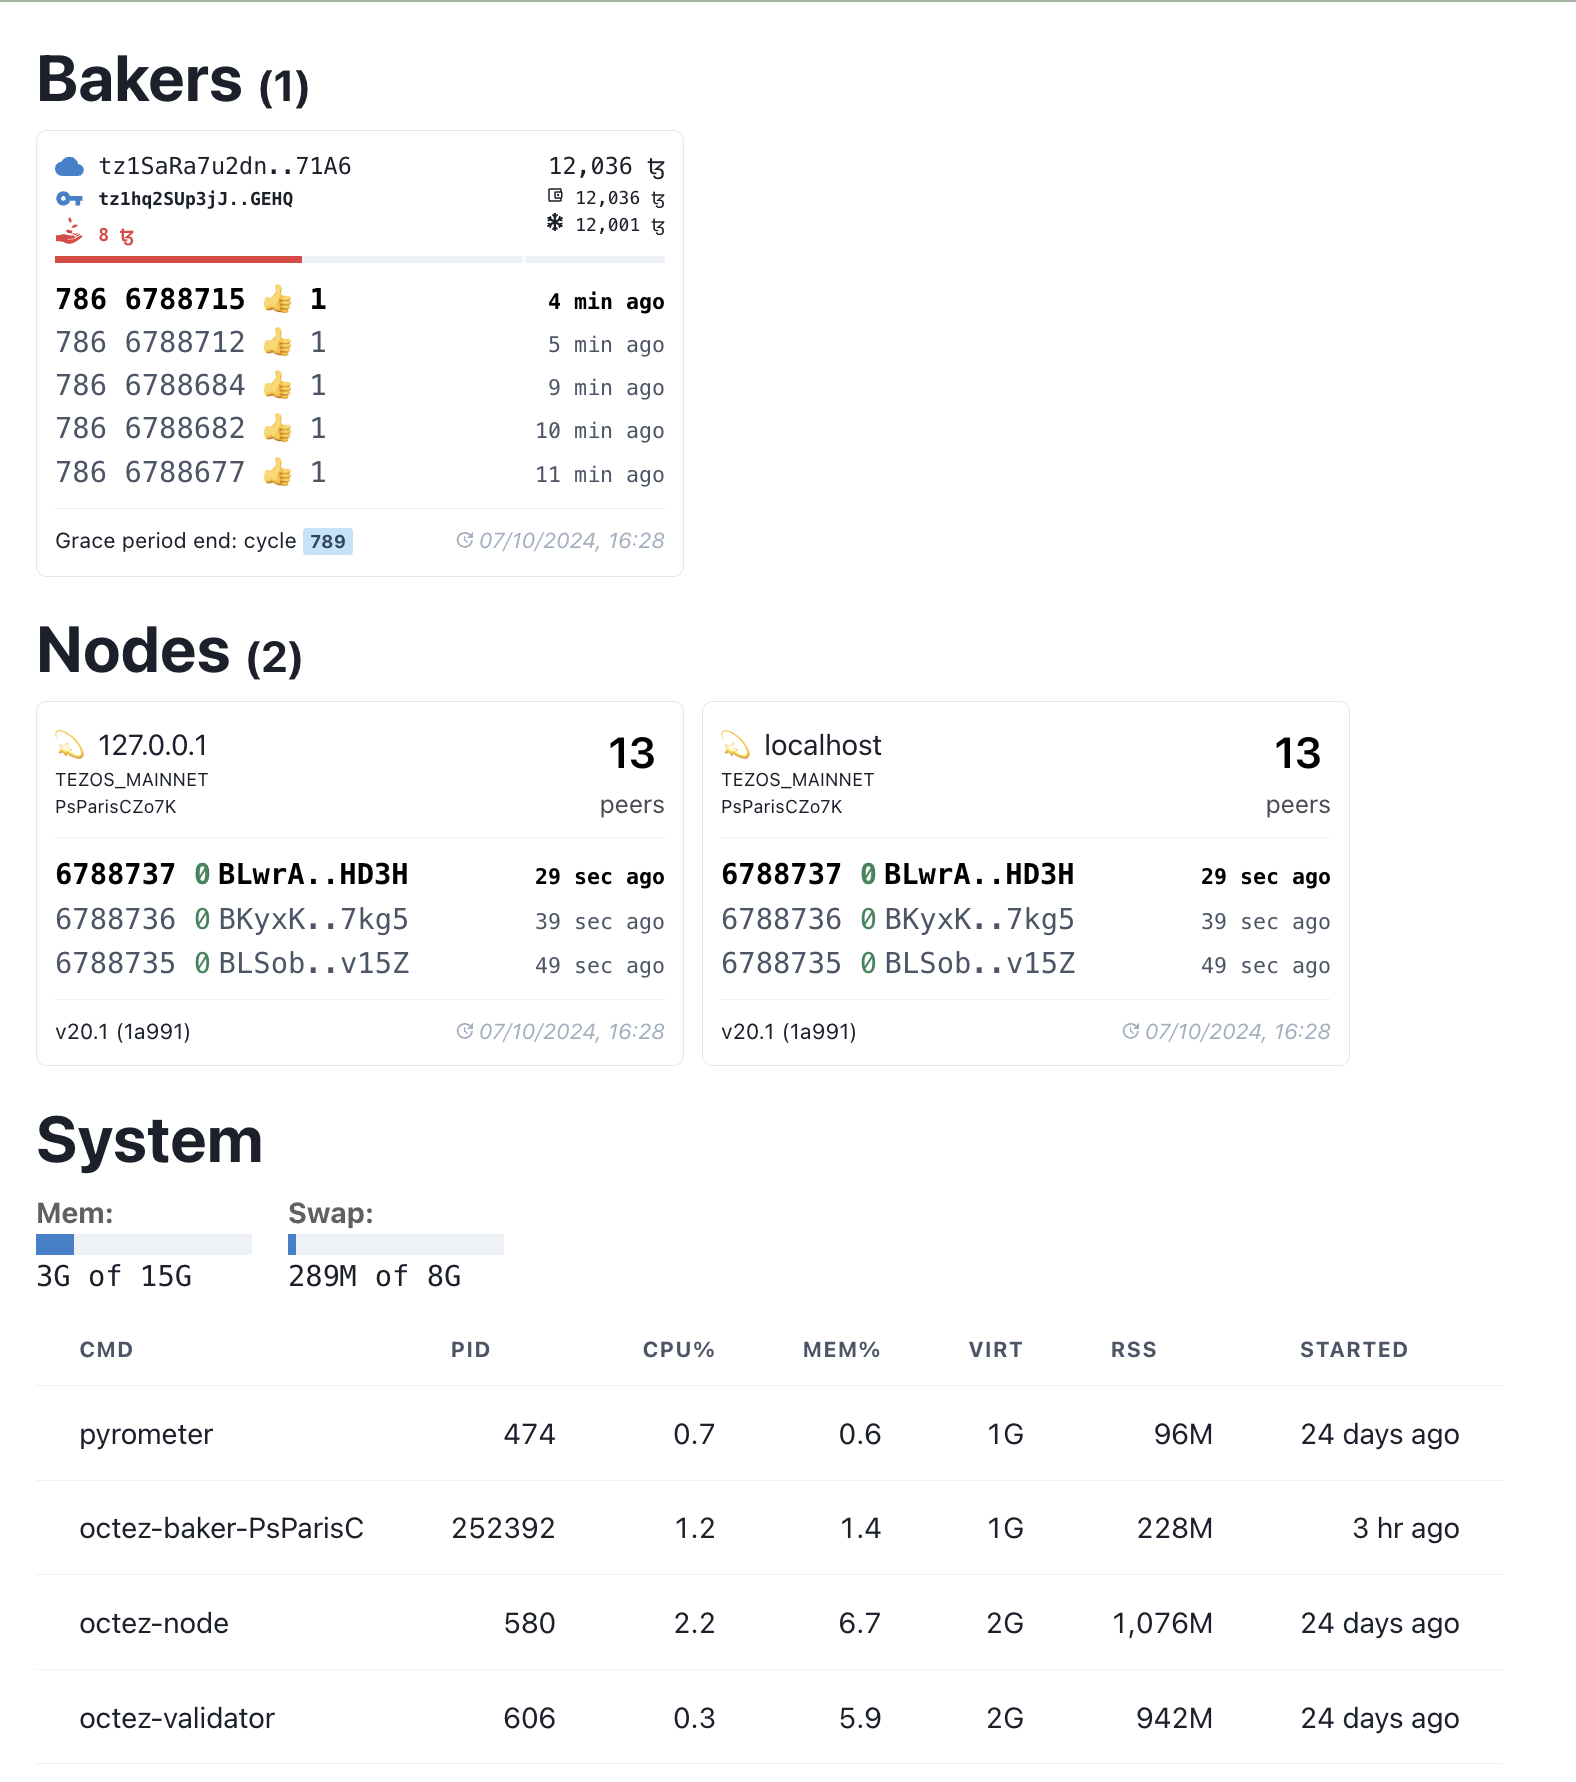 Bakers (1)
tz1SaRa7u2dn..71A6 12,036 ꜩ
tz1hq2SUp3jJ..GEHQ 12,036 ꜩ
8 ꜩ 12,001 ꜩ
786 6788715 👍 1 4 min ago
786 6788712 👍 1 5 min ago
786 6788684 👍 1 9 min ago
786 6788682 👍 1 10 min ago
786 6788677 👍 1 11 min ago
Grace period end: cycle 789 07/10/2024, 16:28
Nodes (2)
127.0.0.1 13
TEZOS_MAINNET
PsParisCZo7K peers
6788737 0 BLwrA..HD3H 29 sec ago
6788736 0 BKyxK..7kg5 39 sec ago
6788735 0 BLSob..v15Z 49 sec ago
v20.1 (1a991) 07/10/2024, 16:28
localhost 13
TEZOS_MAINNET
PsParisCZo7K peers
6788737 0 BLwrA..HD3H 29 sec ago
6788736 0 BKyxK..7kg5 39 sec ago
6788735 0 BLSob..v15Z 49 sec ago
v20.1 (1a991) 07/10/2024, 16:28
System
Mem: Swap:
3G of 15G 289M of 8G
CMD PID CPU% MEM% VIRT RSS STARTED
pyrometer 474 0.7 0.6 1G 96M 24 days ago
octez-baker-PsParisC 252392 1.2 1.4 1G 228M 3 hr ago
octez-node 580 2.2 6.7 2G 1,076M 24 days ago
octez-validator 606 0.3 5.9 2G 942M 24 days ago